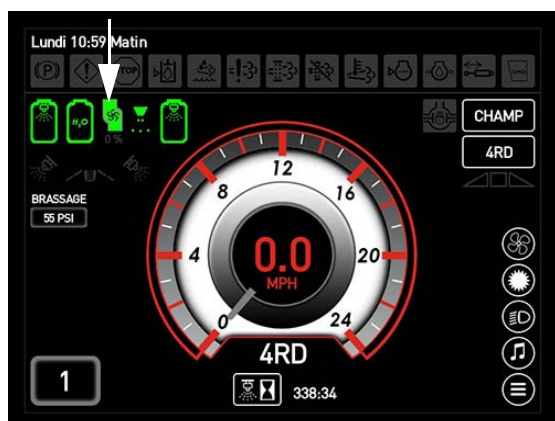 Lundi 10:59 Matin
STOP
H₂O
0 %
CHAMP
4RD
BRASSAGE
55 PSI
12
8
16
4
20
0.0
MPH
0
24
4RD
1
338:34